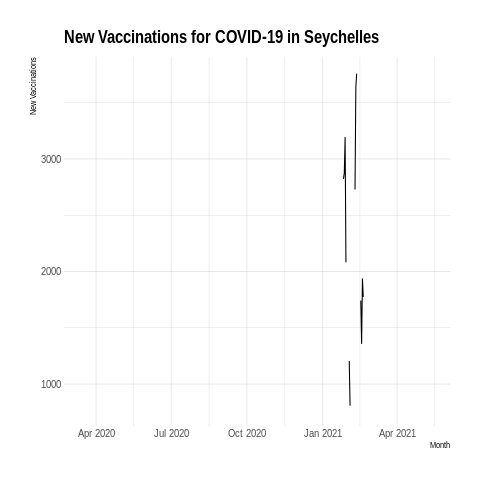 New Vaccinations for COVID-19 in Seychelles
New Vaccinations
3000
2000
1000
Apr 2020 Jul 2020 Oct 2020 Jan 2021 Apr 2021
Month